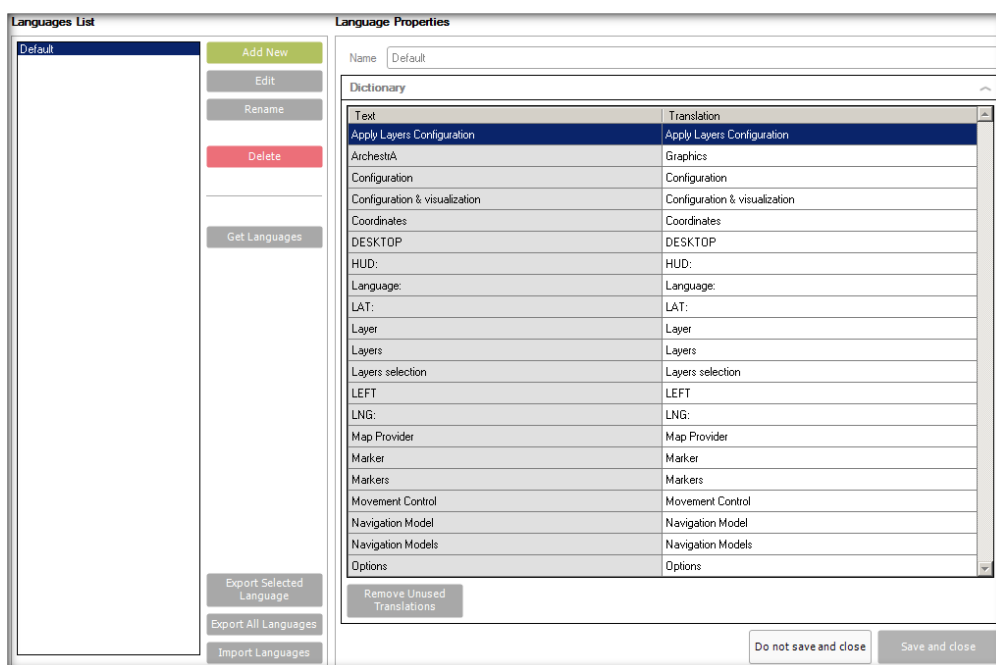 Languages List
Default
Add New
Edit
Rename
Delete
Get Languages
Export Selected
Language
Export All Languages
Import Languages
Language Properties
Name Default
Dictionary
Text Translation
Apply Layers Configuration Apply Layers Configuration
ArchestrA Graphics
Configuration Configuration
Configuration & visualization Configuration & visualization
Coordinates Coordinates
DESKTOP DESKTOP
HUD: HUD:
Language: Language:
LAT: LAT:
Layer Layer
Layers Layers
Layers selection Layers selection
LEFT LEFT
LNG: LNG:
Map Provider Map Provider
Marker Marker
Markers Markers
Movement Control Movement Control
Navigation Model Navigation Model
Navigation Models Navigation Models
Options Options
Remove Unused
Translations
Do not save and close Save and close